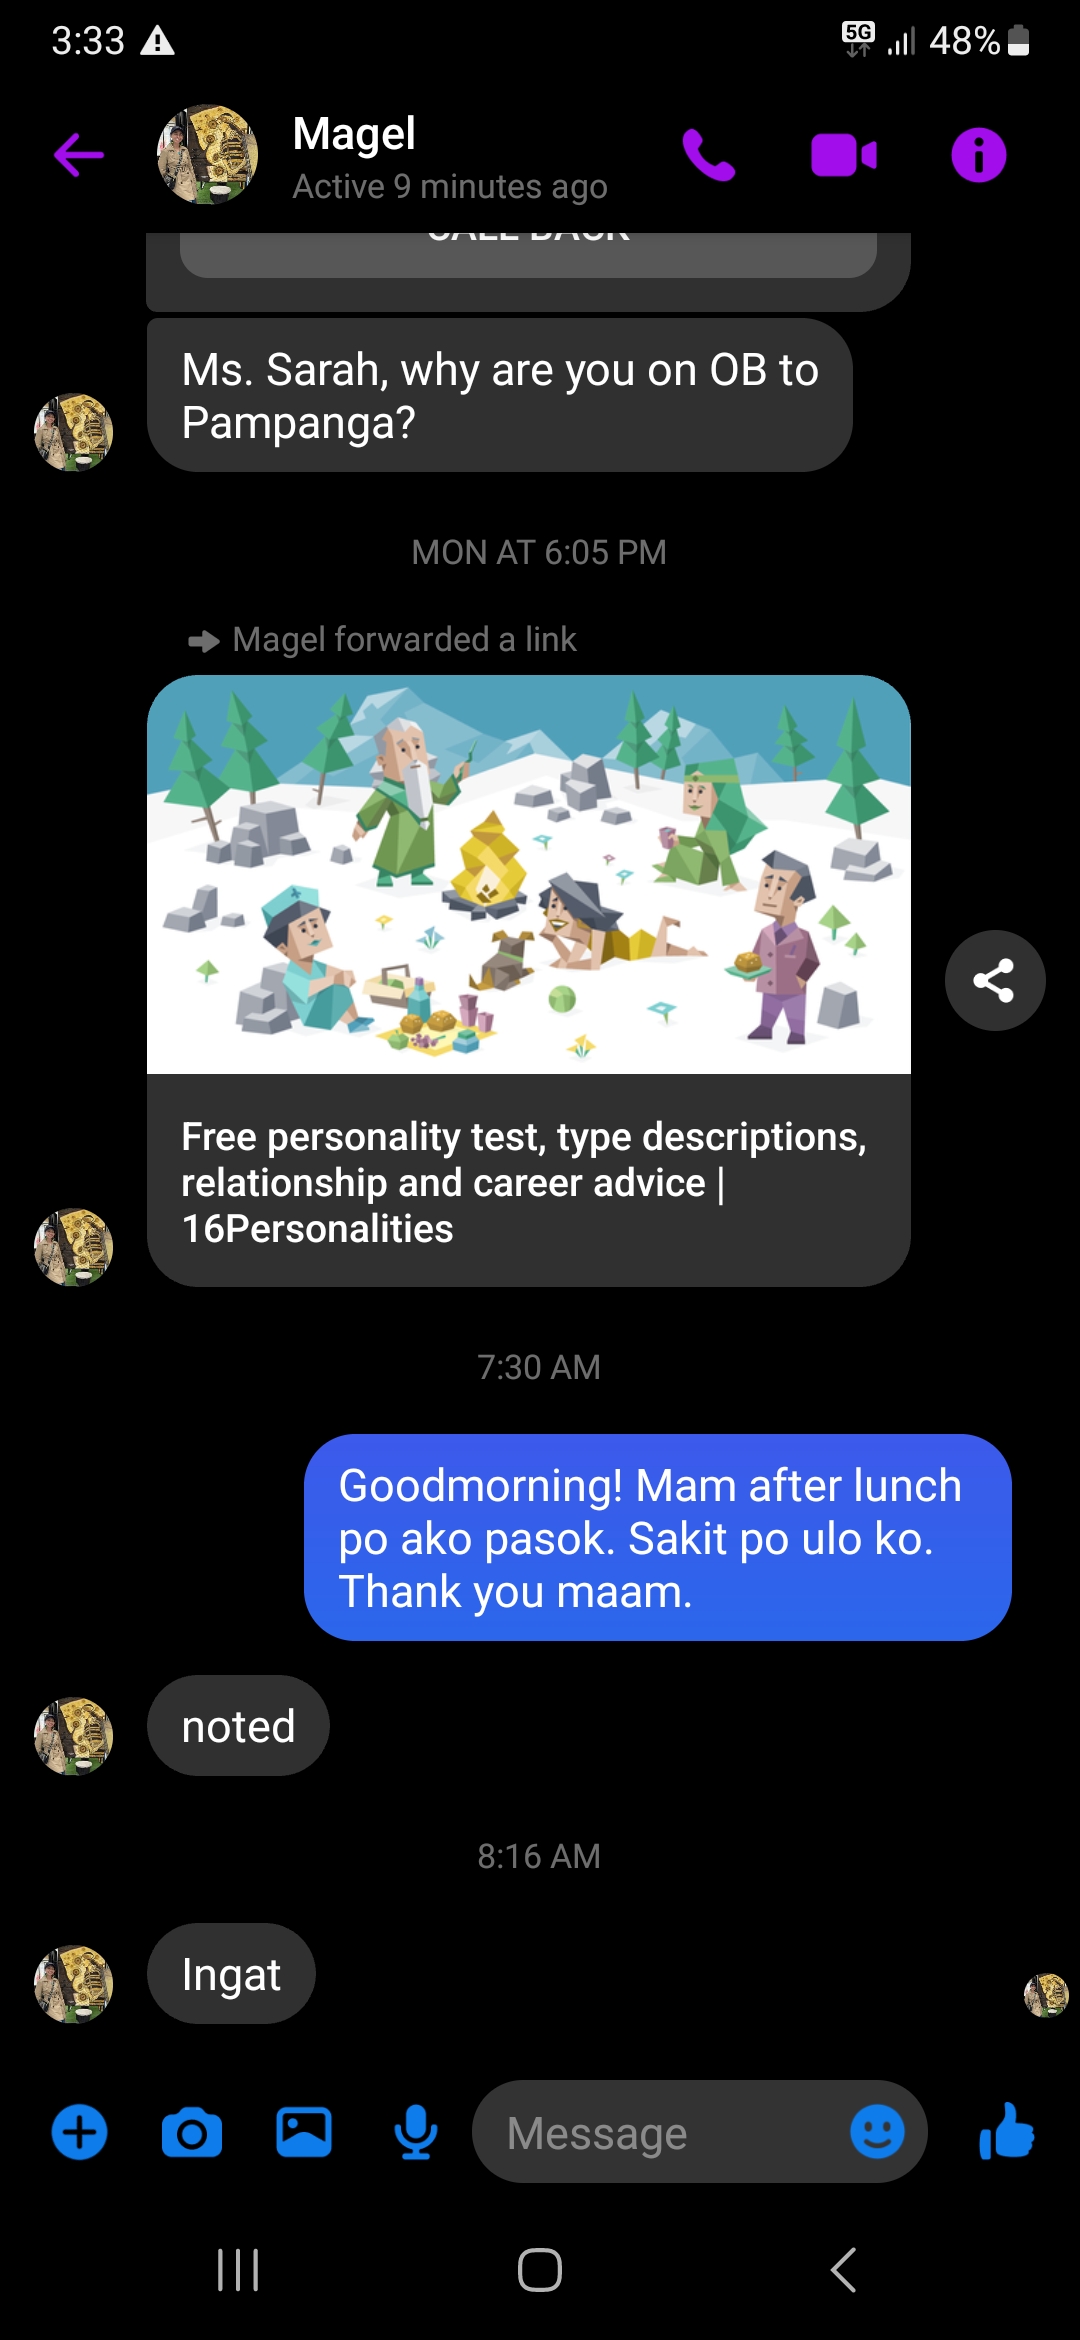 3:33
5G
48%
Magel
Active 9 minutes ago
CALL BACK
Ms. Sarah, why are you on OB to
Pampanga?
MON AT 6:05 PM
Magel forwarded a link
Free personality test, type descriptions,
relationship and career advice |
16Personalities
7:30 AM
Goodmorning! Mam after lunch
po ako pasok. Sakit po ulo ko.
Thank you maam.
noted
8:16 AM
Ingat
Message